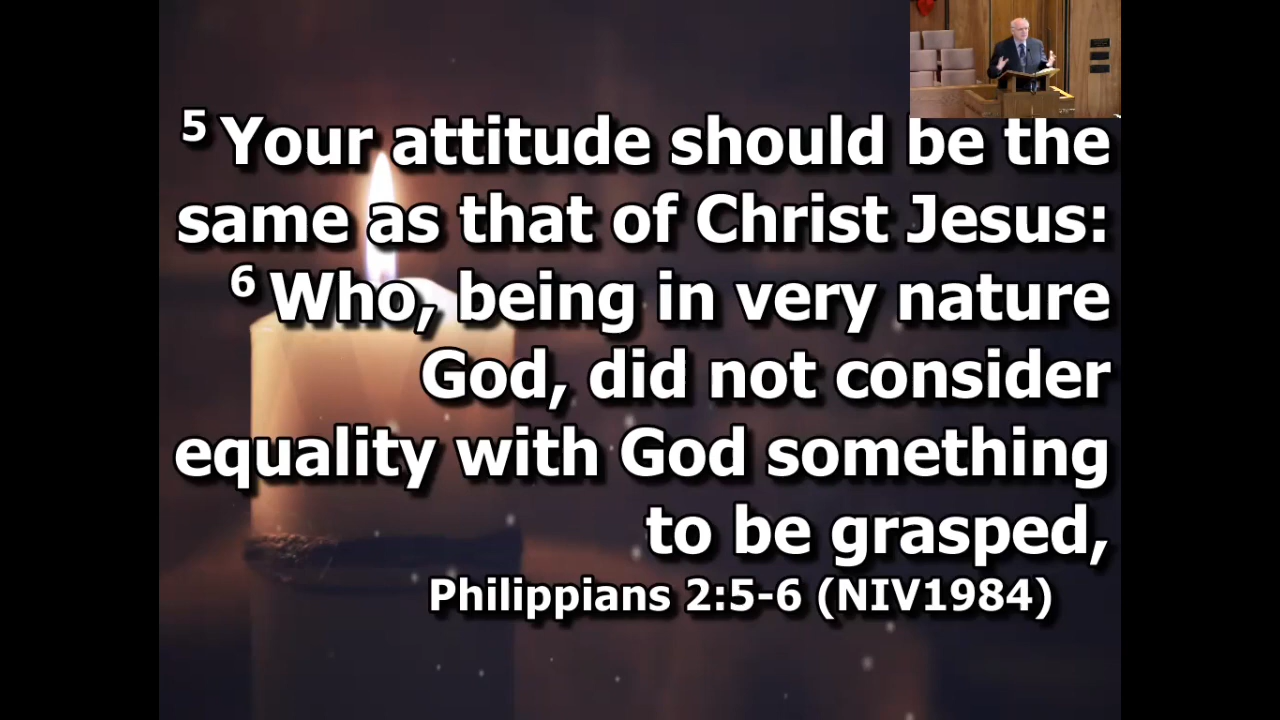 5 Your attitude should be the
same as that of Christ Jesus:
6 Who, being in very nature
God, did not consider
equality with God something
to be grasped,
Philippians 2:5-6 (NIV1984)